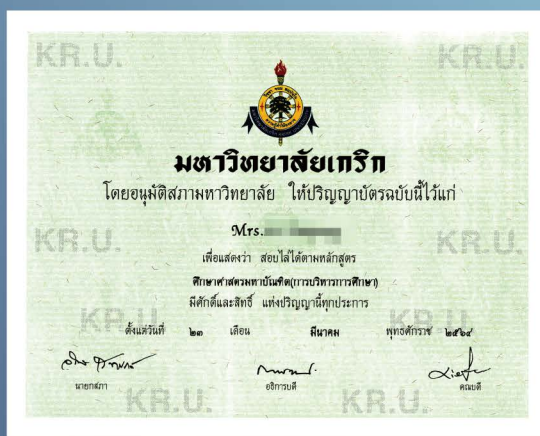 KR.U. KR.U.
มหาวิทยาลัยเกริก
โดยอนุมัติสภามหาวิทยาลัย ให้ปริญญาบัตรฉบับนี้ไว้แก่
Mrs.
KR.U. KR.U.
เพื่อแสดงว่า สอบไล่ได้ตามหลักสูตร
ศึกษาศาสตรมหาบัณฑิต(การบริหารการศึกษา)
มีศักดิ์และสิทธิ์ แห่งปริญญานี้ทุกประการ
KR.U. KR.U.
ตั้งแต่วันที่ ๒๓ เดือน มีนาคม พุทธศักราช ๒๕๖๔
นายกสภา อธิการบดี คณบดี
KR.U. KR.U.